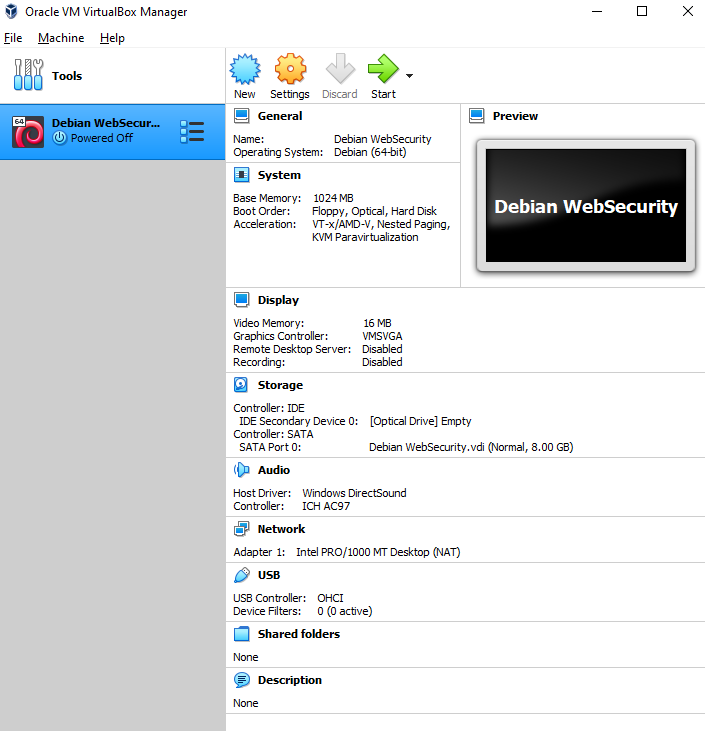 Oracle VM VirtualBox Manager
File Machine Help
Tools
New Settings Discard Start
64
Debian WebSecur...
Powered Off
General
Name: Debian WebSecurity
Operating System: Debian (64-bit)
System
Base Memory: 1024 MB
Boot Order: Floppy, Optical, Hard Disk
Acceleration: VT-x/AMD-V, Nested Paging,
KVM Paravirtualization
Preview
Debian WebSecurity
Display
Video Memory: 16 MB
Graphics Controller: VMSVGA
Remote Desktop Server: Disabled
Recording: Disabled
Storage
Controller: IDE
IDE Secondary Device 0: [Optical Drive] Empty
Controller: SATA
SATA Port 0: Debian WebSecurity.vdi (Normal, 8.00 GB)
Audio
Host Driver: Windows DirectSound
Controller: ICH AC97
Network
Adapter 1: Intel PRO/1000 MT Desktop (NAT)
USB
USB Controller: OHCI
Device Filters: 0 (0 active)
Shared folders
None
Description
None